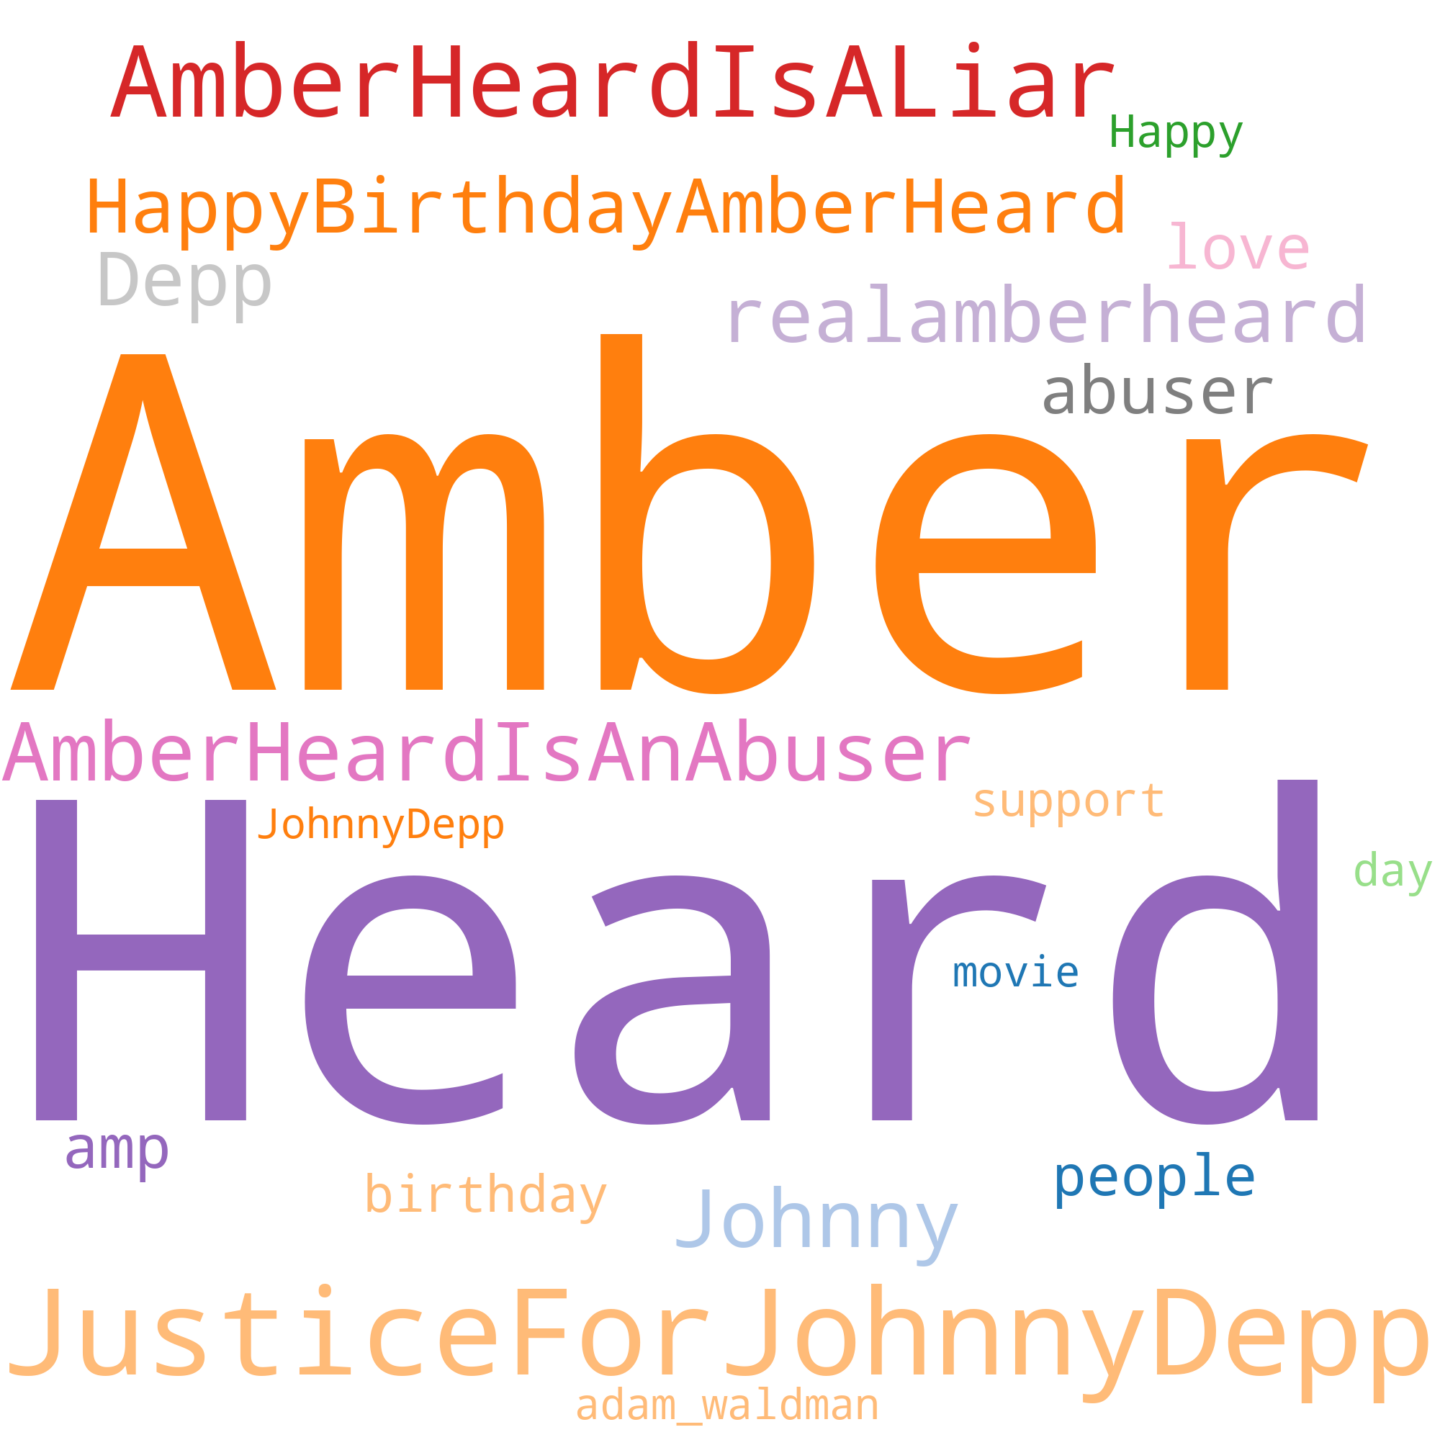 AmberHeardIsALiar
Happy
HappyBirthdayAmberHeard
love
Depp
realamberheard
abuser
Amber
AmberHeardIsAnAbuser
support
JohnnyDepp
day
Heard
movie
amp
people
birthday
Johnny
JusticeForJohnnyDepp
adam_waldman